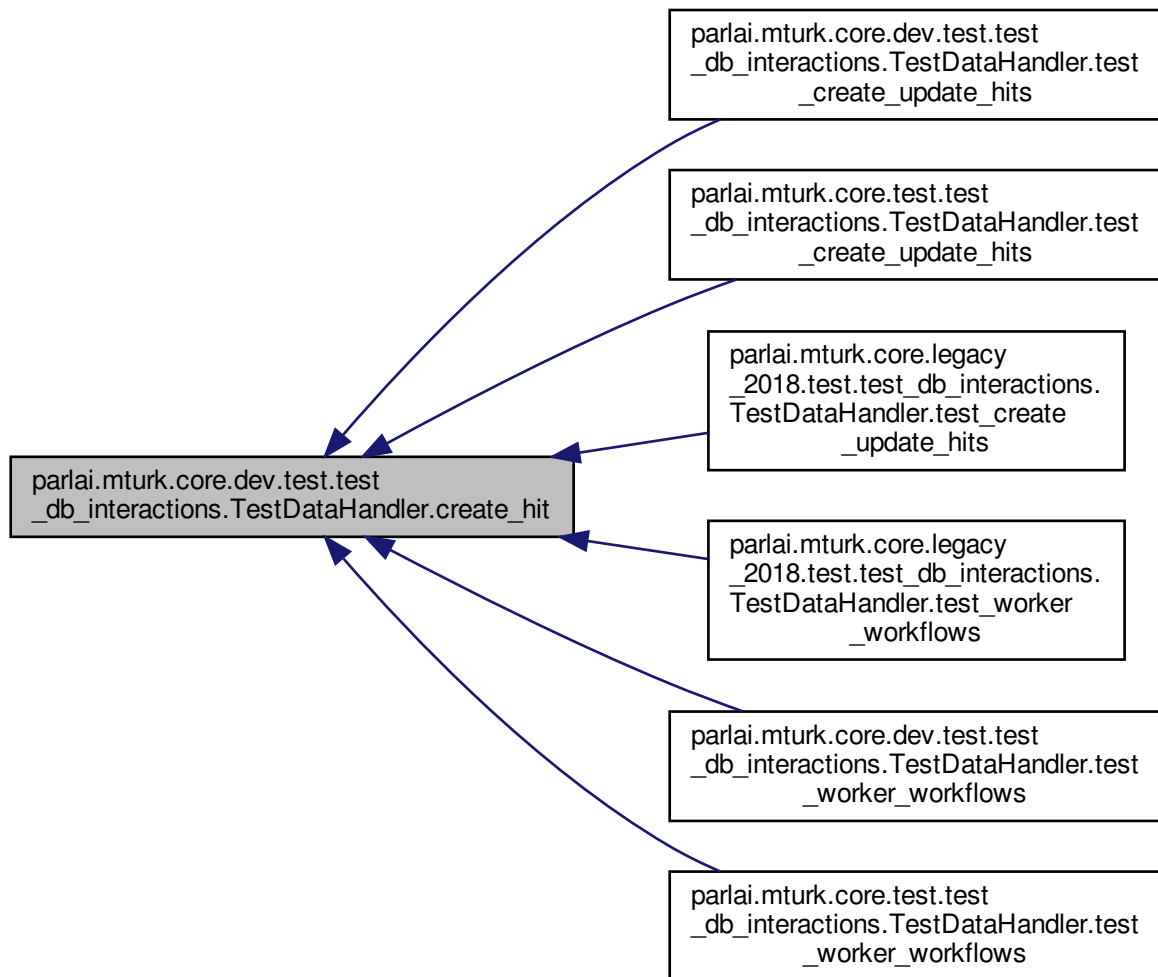 parlai.mturk.core.dev.test.test
_db_interactions.TestDataHandler.create_hit
parlai.mturk.core.dev.test.test
_db_interactions.TestDataHandler.test
_create_update_hits
parlai.mturk.core.test.test
_db_interactions.TestDataHandler.test
_create_update_hits
parlai.mturk.core.legacy
_2018.test.test_db_interactions.
TestDataHandler.test_create
_update_hits
parlai.mturk.core.legacy
_2018.test.test_db_interactions.
TestDataHandler.test_worker
_workflows
parlai.mturk.core.dev.test.test
_db_interactions.TestDataHandler.test
_worker_workflows
parlai.mturk.core.test.test
_db_interactions.TestDataHandler.test
_worker_workflows